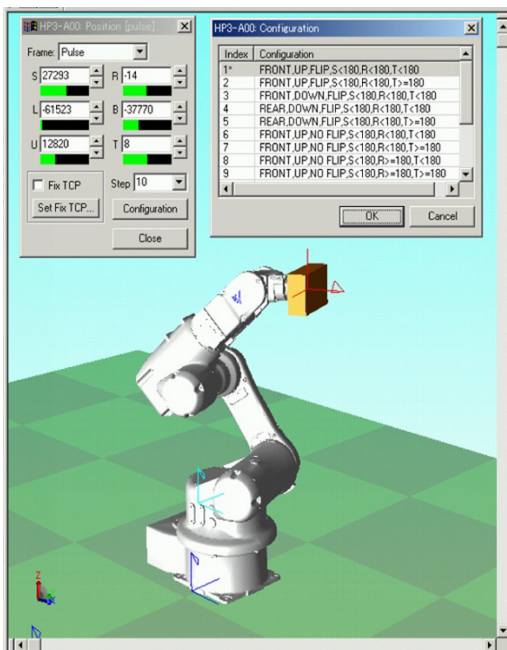 HP3-A00: Position [pulse]
Frame: Pulse
S 27293 R -14
L -61523 B -37770
U 12820 T 8
Fix TCP Step 10
Set Fix TCP... Configuration
Close
HP3-A00: Configuration
Index Configuration
1* FRONT,UP,FLIP,S<180,R<180,T<180
2 FRONT,UP,FLIP,S<180,R<180,T>=180
3 FRONT,DOWN,FLIP,S<180,R<180,T<180
4 REAR,DOWN,FLIP,S<180,R<180,T>180
5 REAR,DOWN,FLIP,S<180,R<180,T>=180
6 FRONT,UP,NO FLIP,S<180,R<180,T<180
7 FRONT,UP,NO FLIP,S<180,R<180,T>=180
8 FRONT,UP,NO FLIP,S<180,R>=180,T<180
9 FRONT,UP,NO FLIP,S<180,R>=180,T>=180
OK Cancel
Z